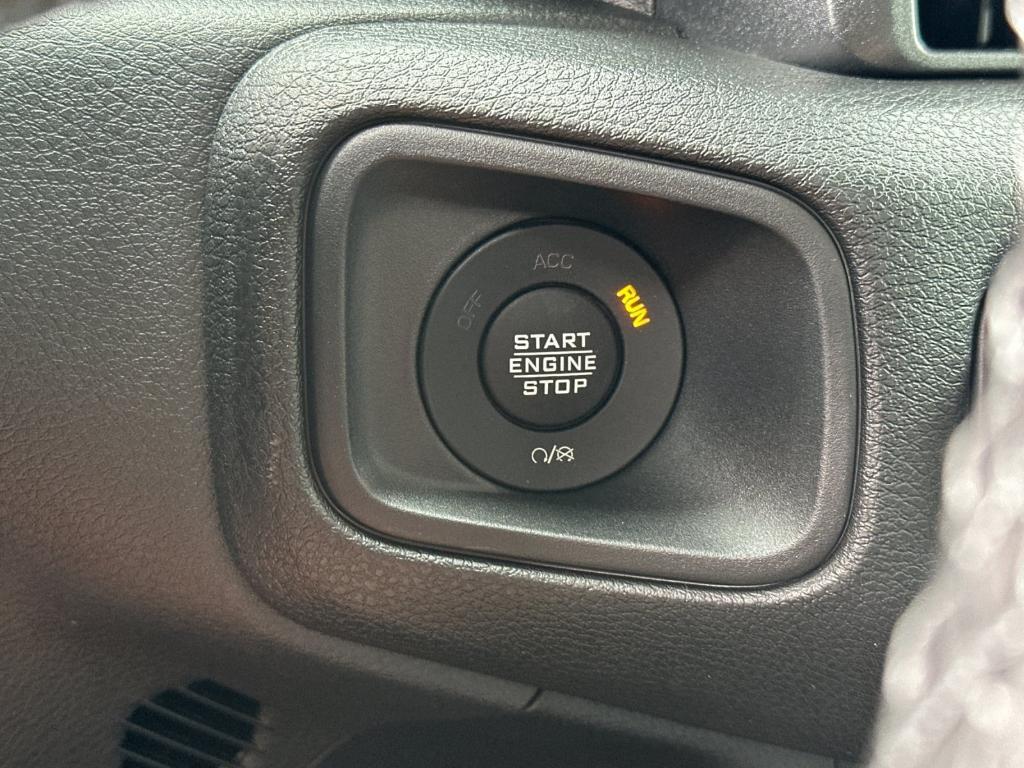 ACC
OFF
RUN
START
ENGINE
STOP